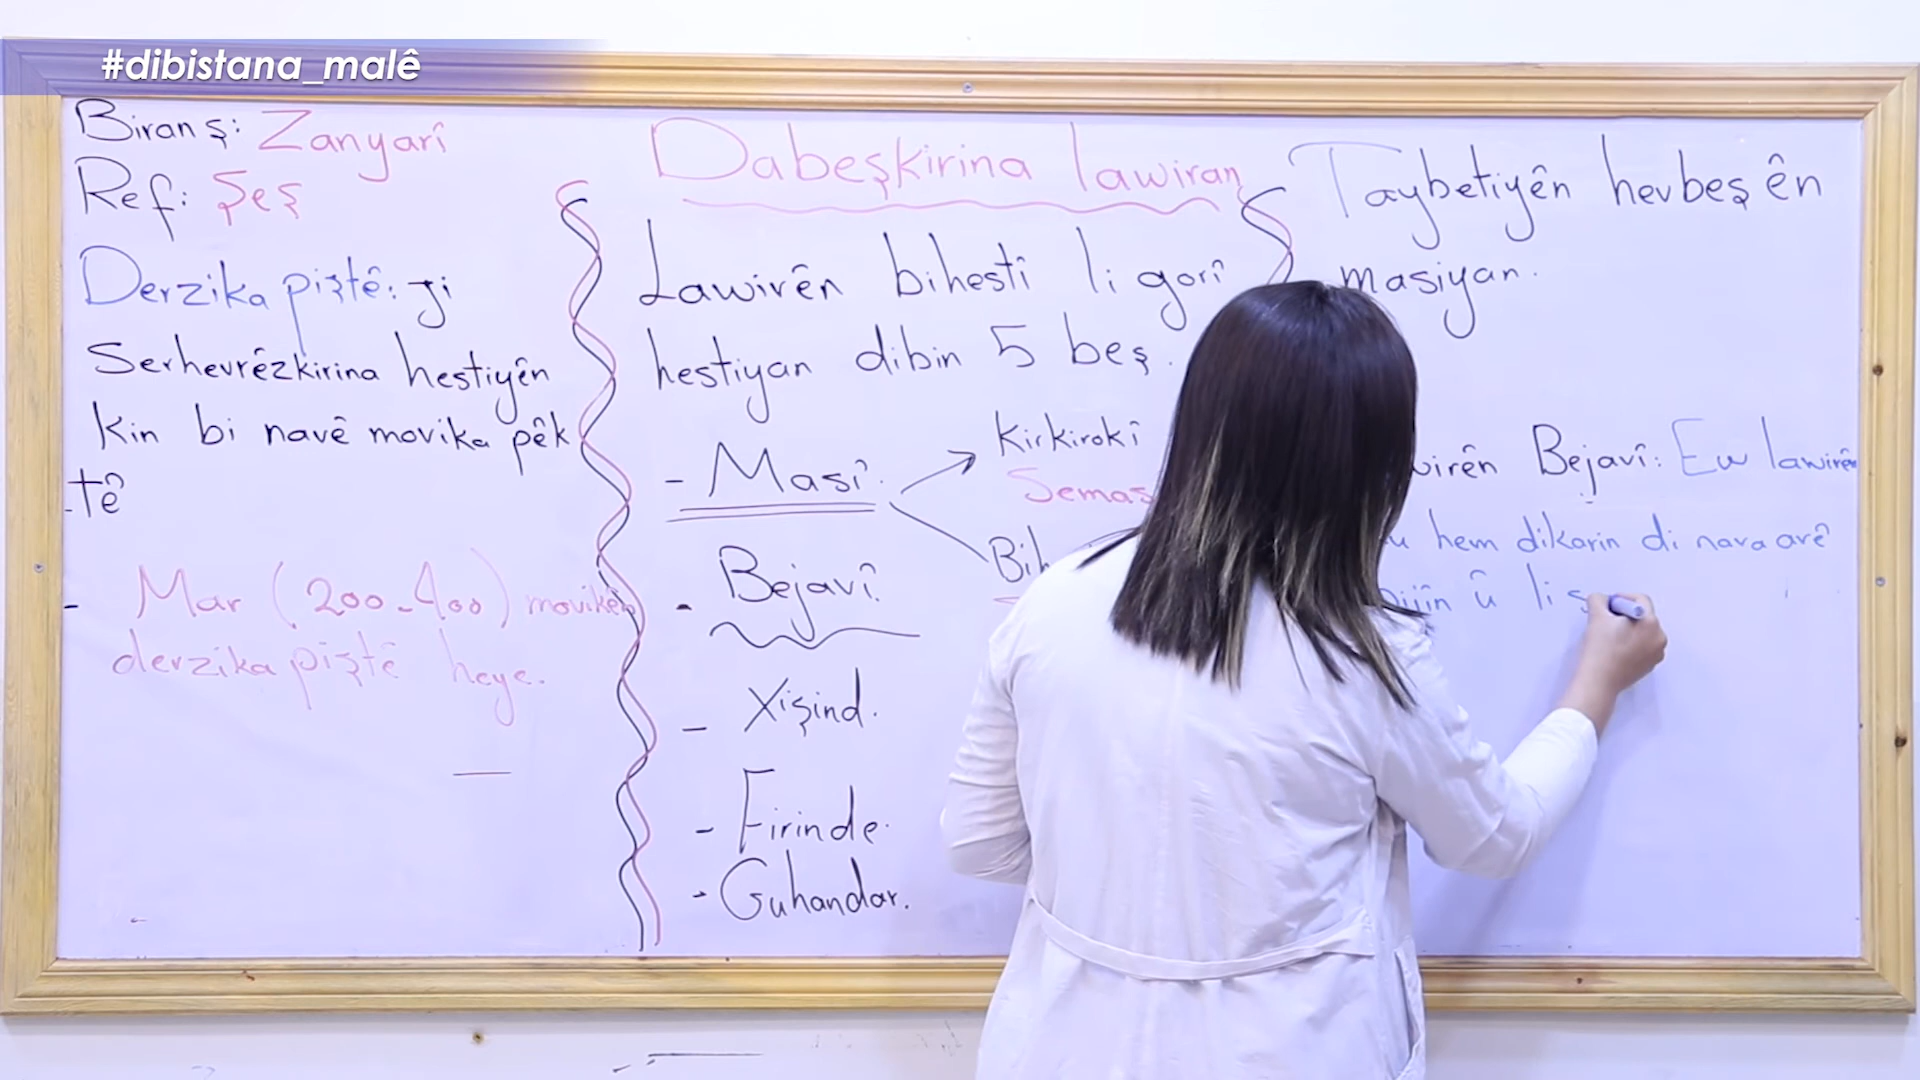 #dibistana_malê
Biranş: Zanyarî
Ref: Şeş
Derzika piştê: Ji
Serhevrêzkirina hestiyên
Kin bi navê movika pêk
tê
- Mar (200-400) movikên
derzika piştê heye.
Dabeşkirina lawiran
Lawirên bihestî li gorî
hestiyan dibin 5 beş.
- Masî.
Kirkirokî
- Bejavî.
- Xişind.
- Firinde.
- Guhandar.
Taybetiyên hevbeş ên
masiyan.
Bejavî: Ew lawirên
hem dikarin di nava avê
û li